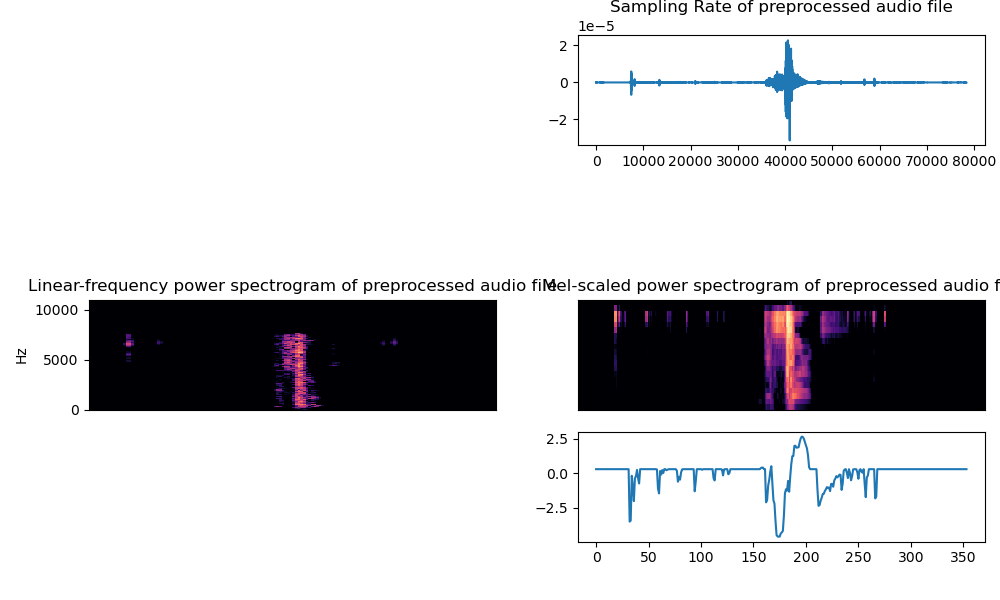 Sampling Rate of preprocessed audio file
1e−5
2
0
−2
0 10000 20000 30000 40000 50000 60000 70000 80000
Linear-frequency power spectrogram of preprocessed audio file
Mel-scaled power spectrogram of preprocessed audio f
10000
Hz
5000
0
2.5
0.0
−2.5
0 50 100 150 200 250 300 350